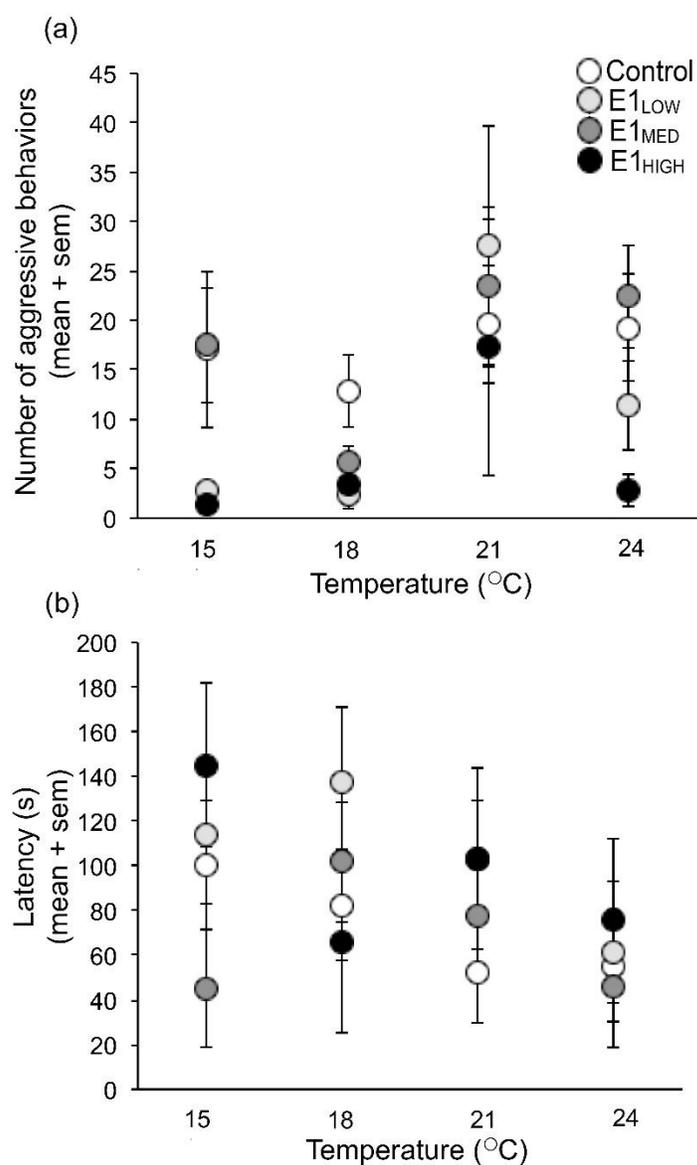 (a)
Number of aggressive behaviors
(mean + sem)
45
40
35
30
25
20
15
10
5
0
Control
E1LOW
E1MED
E1HIGH
15 18 21 24
Temperature (°C)
(b)
Latency (s)
(mean + sem)
200
180
160
140
120
100
80
60
40
20
0
15 18 21 24
Temperature (°C)